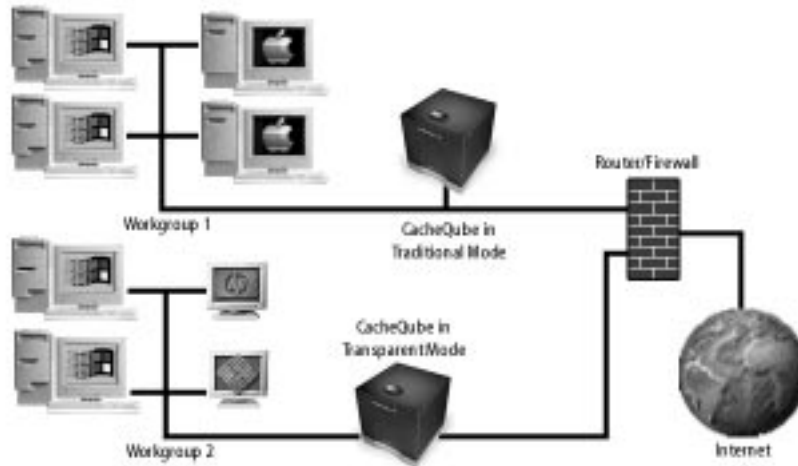 Router/Firewall
Workgroup 1
CacheQube in
Traditional Mode
CacheQube in
Transparent Mode
Workgroup 2
Internet